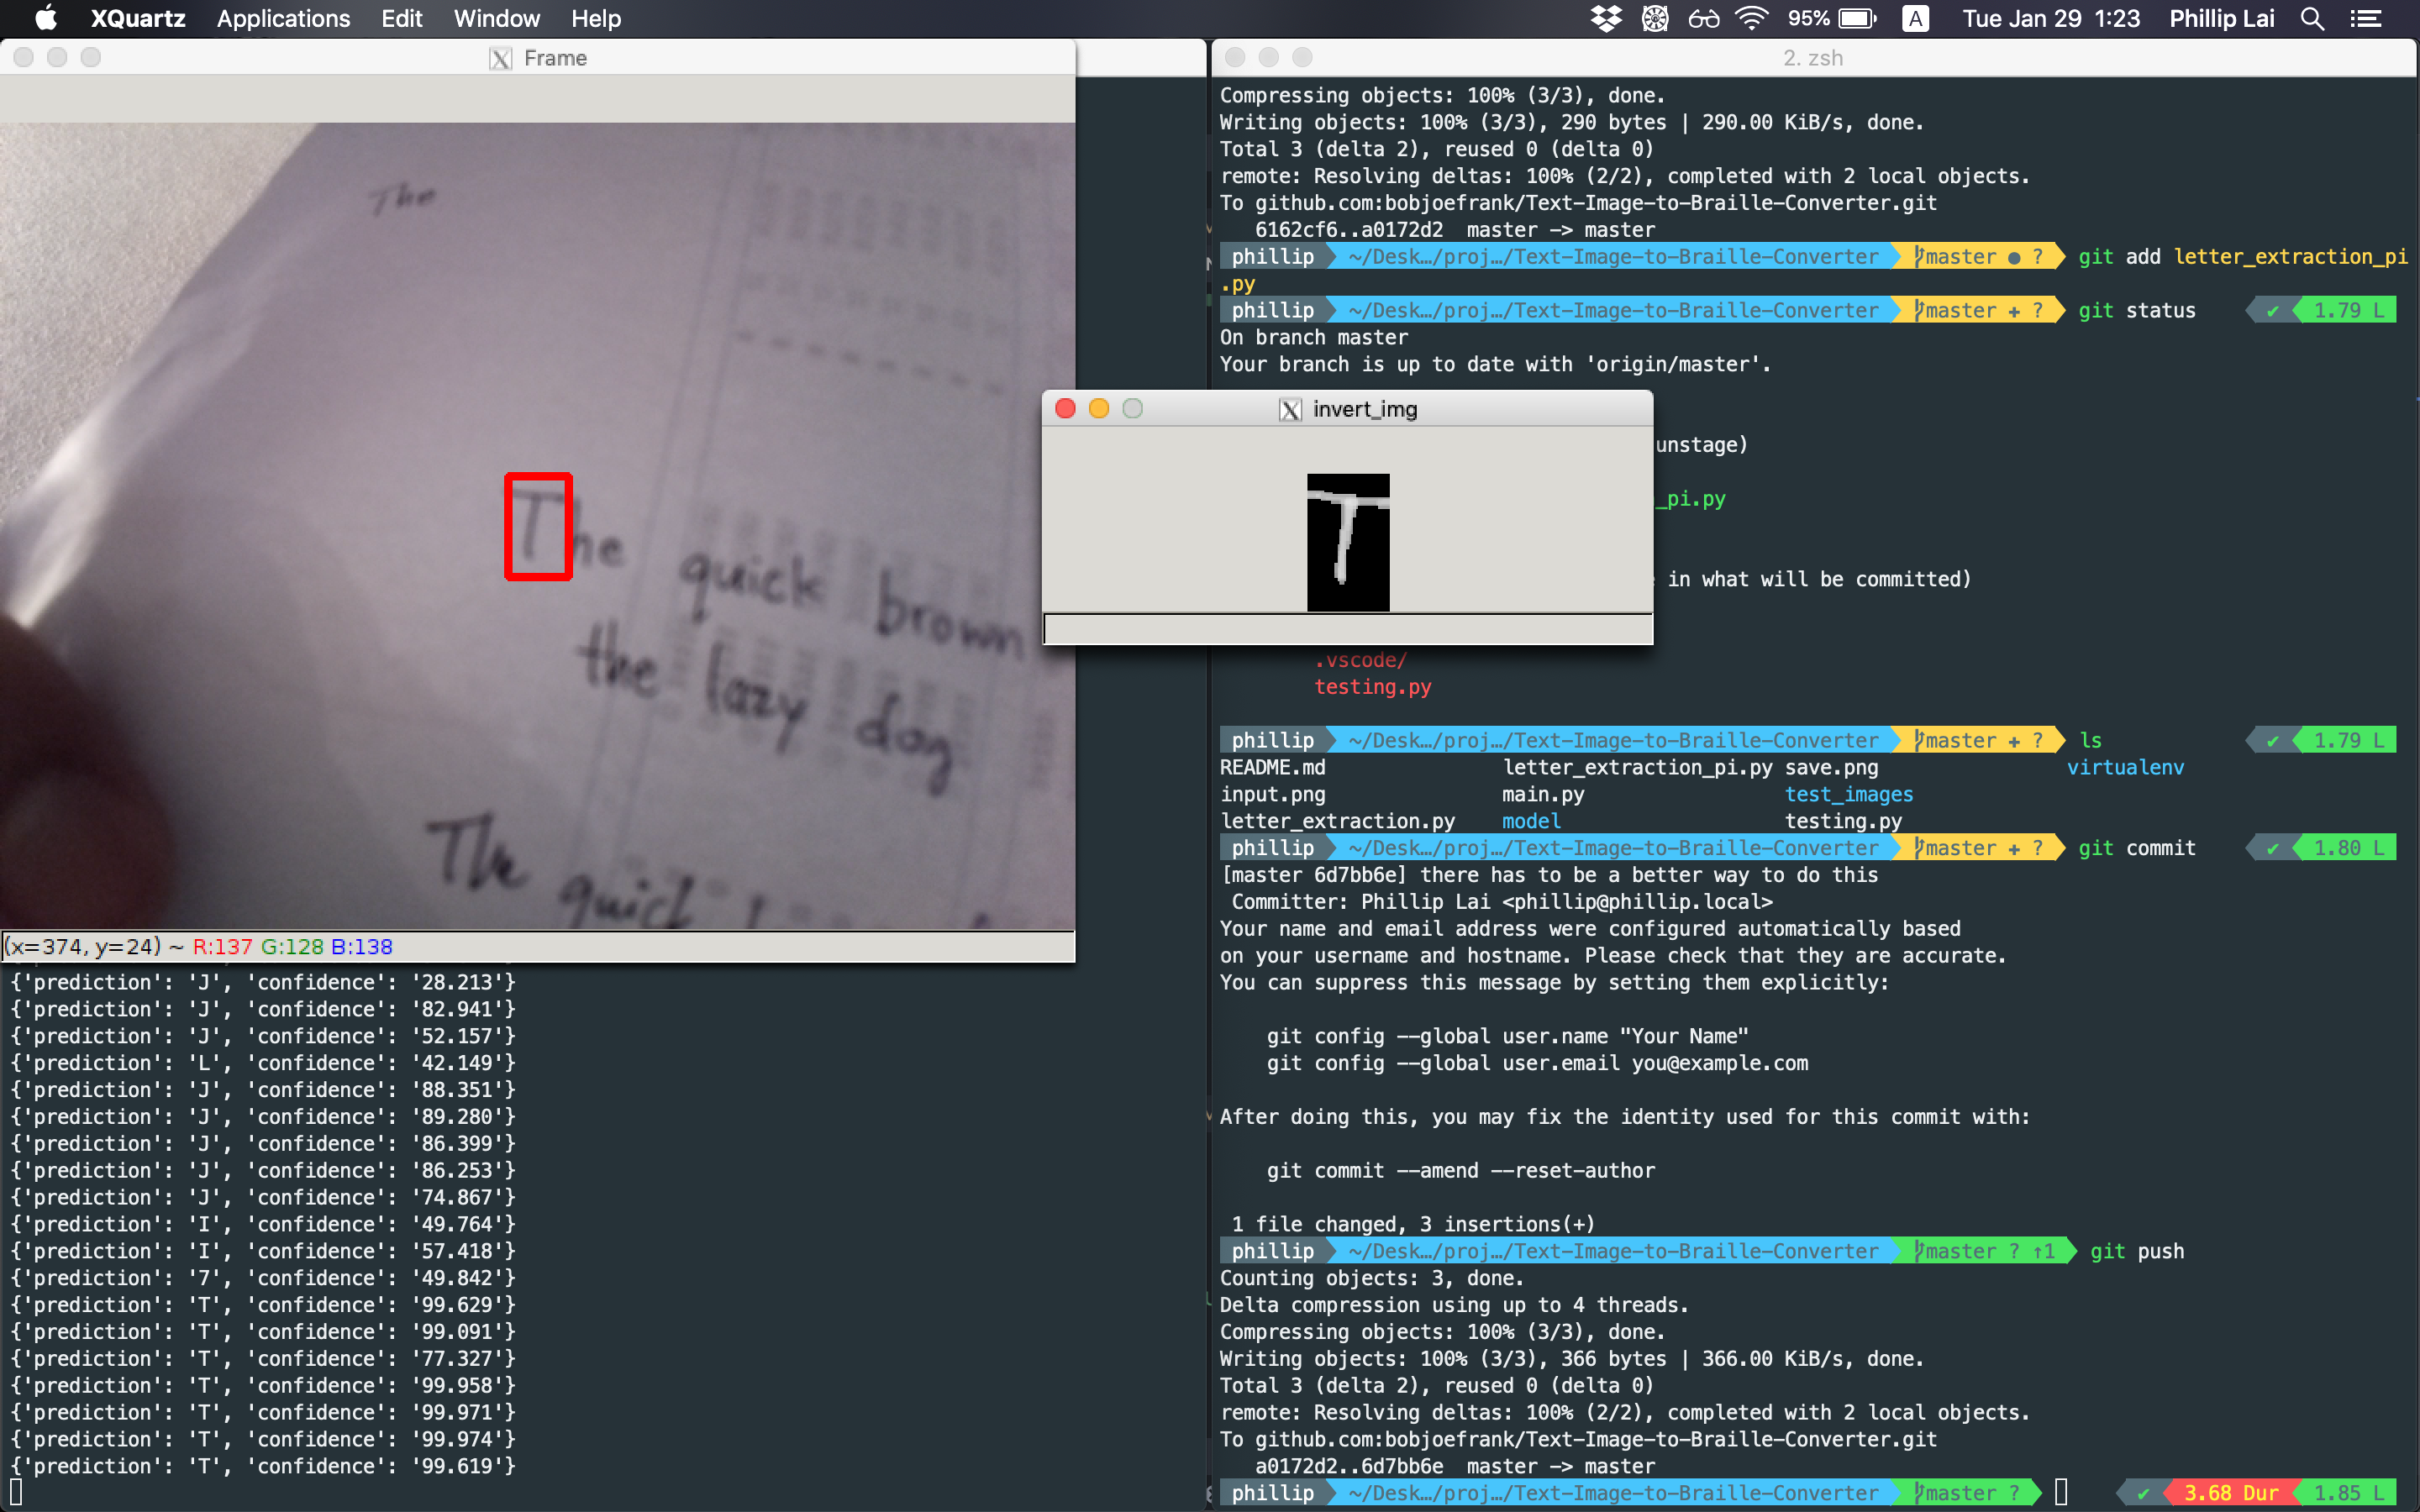 XQuartz Applications Edit Window Help 95% A Tue Jan 29 1:23 Phillip Lai
Frame
The
The quick brown
the lazy dog
The quick
(x=374, y=24) ~ R:137 G:128 B:138
{'prediction': 'J', 'confidence': '28.213'}
{'prediction': 'J', 'confidence': '82.941'}
{'prediction': 'J', 'confidence': '52.157'}
{'prediction': 'L', 'confidence': '42.149'}
{'prediction': 'J', 'confidence': '88.351'}
{'prediction': 'J', 'confidence': '89.280'}
{'prediction': 'J', 'confidence': '86.399'}
{'prediction': 'J', 'confidence': '86.253'}
{'prediction': 'J', 'confidence': '74.867'}
{'prediction': 'I', 'confidence': '49.764'}
{'prediction': 'I', 'confidence': '57.418'}
{'prediction': '7', 'confidence': '49.842'}
{'prediction': 'T', 'confidence': '99.629'}
{'prediction': 'T', 'confidence': '99.091'}
{'prediction': 'T', 'confidence': '77.327'}
{'prediction': 'T', 'confidence': '99.958'}
{'prediction': 'T', 'confidence': '99.971'}
{'prediction': 'T', 'confidence': '99.974'}
{'prediction': 'T', 'confidence': '99.619'}
invert_img
T
2. zsh
Compressing objects: 100% (3/3), done.
Writing objects: 100% (3/3), 290 bytes | 290.00 KiB/s, done.
Total 3 (delta 2), reused 0 (delta 0)
remote: Resolving deltas: 100% (2/2), completed with 2 local objects.
To github.com:bobjoefrank/Text-Image-to-Braille-Converter.git
6162cf6..a0172d2 master -> master
phillip ~/Desk…/proj…/Text-Image-to-Braille-Converter master ● ? git add letter_extraction_pi
.py
phillip ~/Desk…/proj…/Text-Image-to-Braille-Converter master + ? git status ✔ 1.79 L
On branch master
Your branch is up to date with 'origin/master'.
unstage)
_pi.py
in what will be committed)
.vscode/
testing.py
phillip ~/Desk…/proj…/Text-Image-to-Braille-Converter master + ? ls ✔ 1.79 L
README.md letter_extraction_pi.py save.png virtualenv
input.png main.py test_images
letter_extraction.py model testing.py
phillip ~/Desk…/proj…/Text-Image-to-Braille-Converter master + ? git commit ✔ 1.80 L
[master 6d7bb6e] there has to be a better way to do this
Committer: Phillip Lai <phillip@phillip.local>
Your name and email address were configured automatically based
on your username and hostname. Please check that they are accurate.
You can suppress this message by setting them explicitly:
git config --global user.name "Your Name"
git config --global user.email you@example.com
After doing this, you may fix the identity used for this commit with:
git commit --amend --reset-author
1 file changed, 3 insertions(+)
phillip ~/Desk…/proj…/Text-Image-to-Braille-Converter master ? ↑1 git push
Counting objects: 3, done.
Delta compression using up to 4 threads.
Compressing objects: 100% (3/3), done.
Writing objects: 100% (3/3), 366 bytes | 366.00 KiB/s, done.
Total 3 (delta 2), reused 0 (delta 0)
remote: Resolving deltas: 100% (2/2), completed with 2 local objects.
To github.com:bobjoefrank/Text-Image-to-Braille-Converter.git
a0172d2..6d7bb6e master -> master
phillip ~/Desk…/proj…/Text-Image-to-Braille-Converter master ? ✔ 3.68 Dur 1.85 L